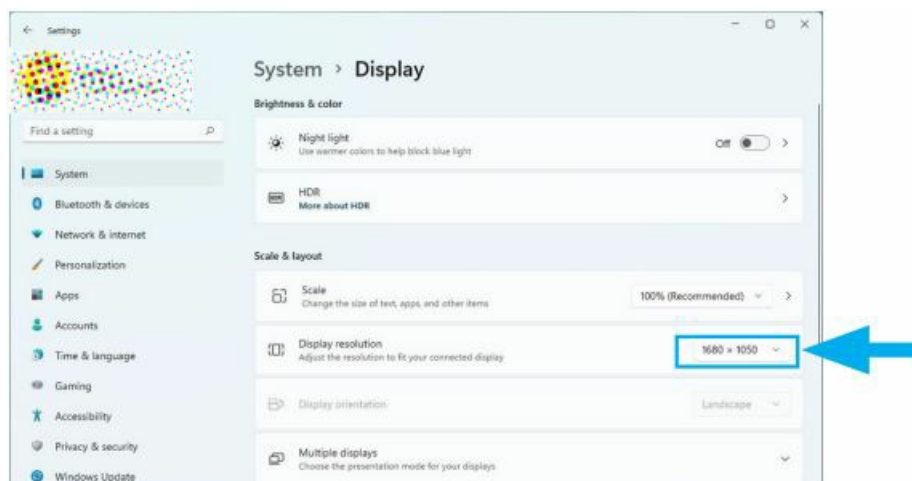 Settings
System > Display
Brightness & color
Find a setting
Night light
Use warmer colors to help block blue light
Off
System
HDR
More about HDR
Bluetooth & devices
Network & internet
Personalization
Scale & layout
Apps
Scale
Change the size of text, apps, and other items
100% (Recommended)
Accounts
Time & language
Display resolution
Adjust the resolution to fit your connected display
1680 × 1050
Gaming
Display orientation
Landscape
Accessibility
Privacy & security
Multiple displays
Choose the presentation mode for your displays
Windows Update